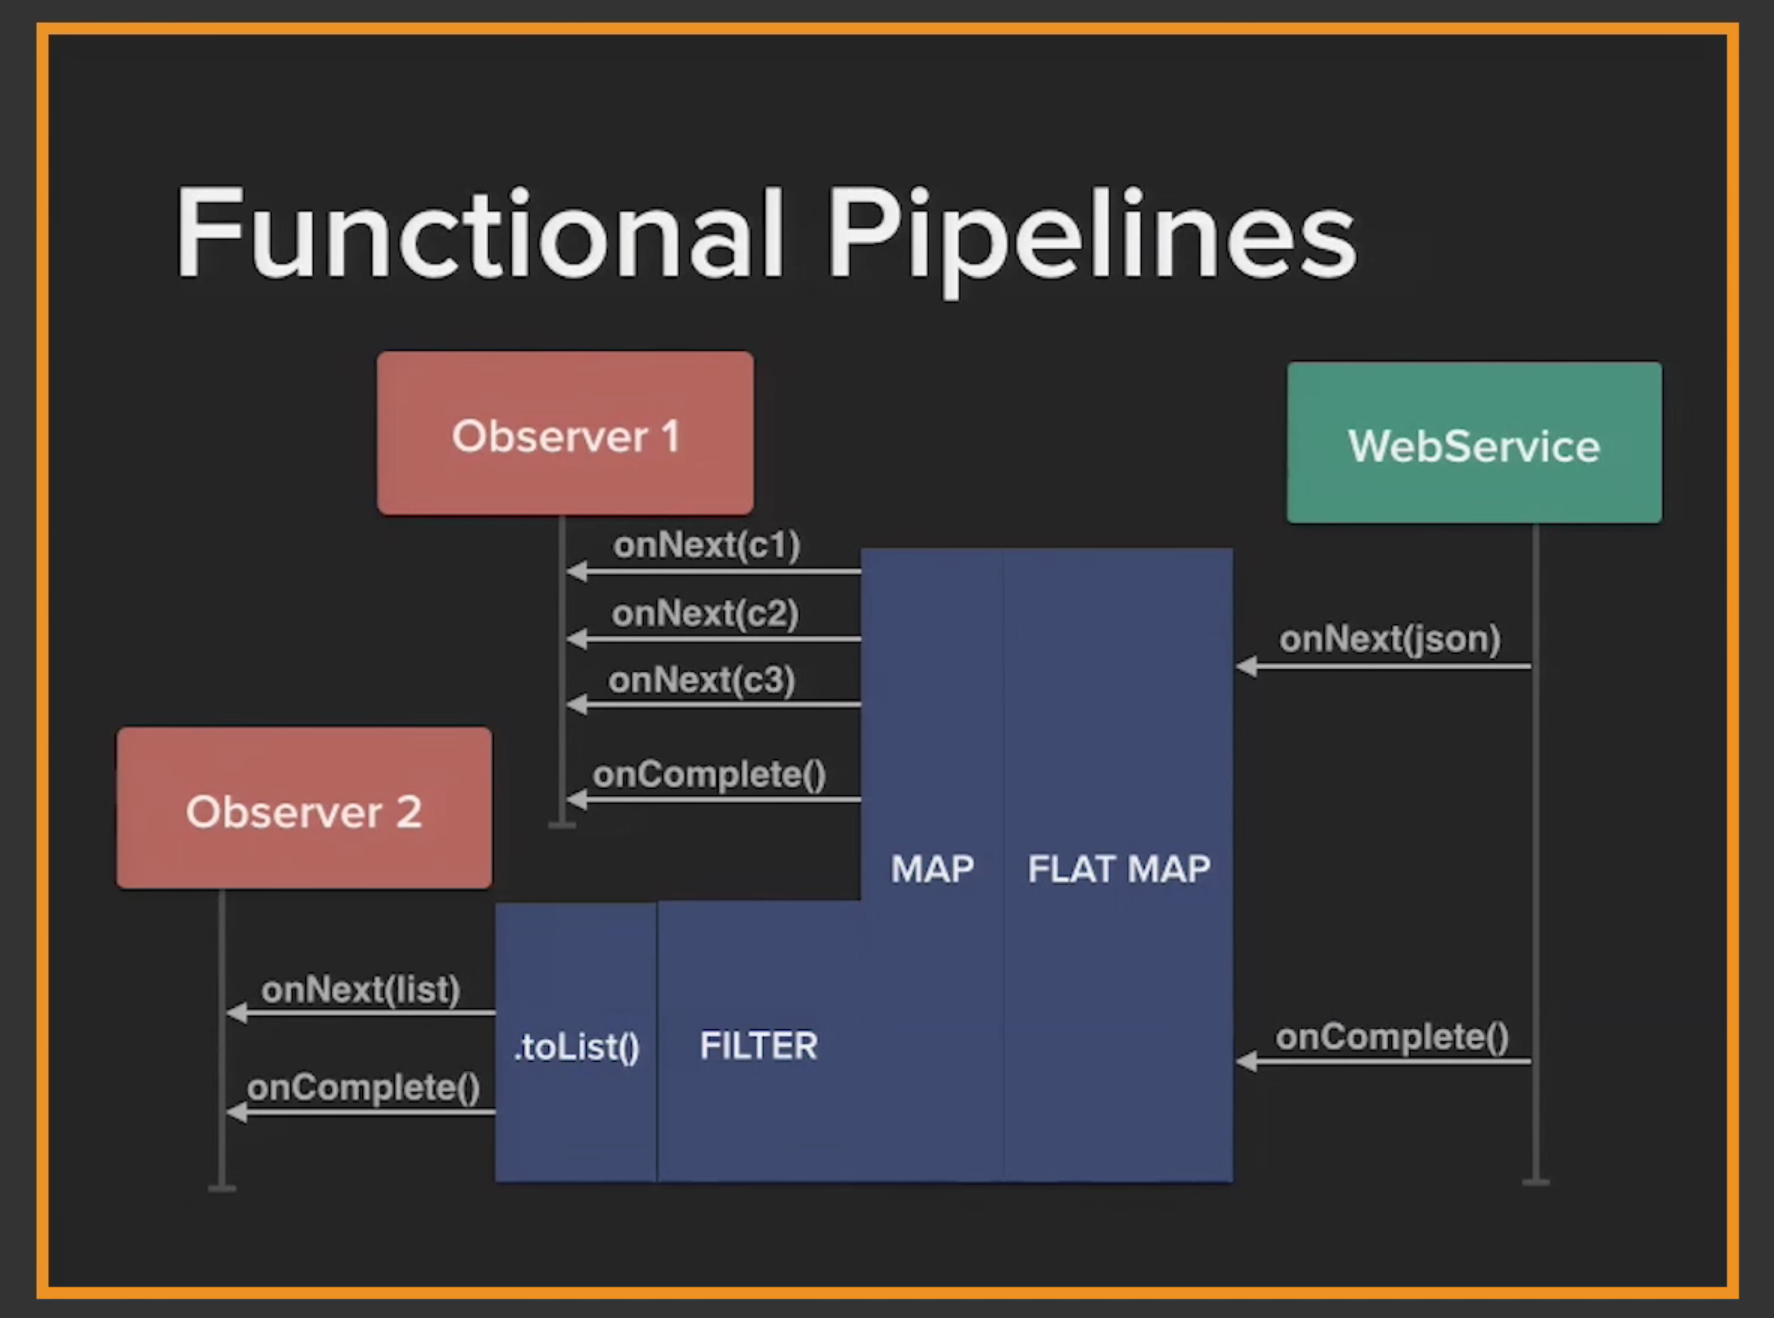 Functional Pipelines
Observer 1
WebService
onNext(c1)
onNext(c2)
onNext(json)
onNext(c3)
onComplete()
Observer 2
MAP
FLAT MAP
onNext(list)
.toList()
FILTER
onComplete()
onComplete()